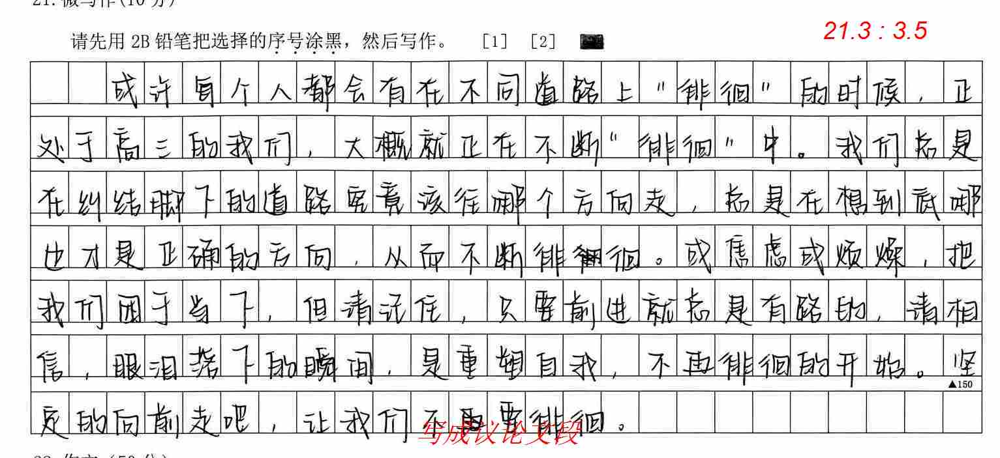 21.微写作(10分)
请先用 2B 铅笔把选择的序号涂黑，然后写作。 [1] [2]
21.3 : 3.5
或许每个人都会有在不同道路上"徘徊"的时候，正
处于高三的我们，大概就正在不断"徘徊"中。我们总是
在纠结脚下的道路究竟该往哪个方向走，总是在想到底哪
也才是正确的方向，从而不断徘徊。或焦虑或烦燥，把
我们困于当下，但请记住，只要前进就总是有路的，请相
信，眼泪落下的瞬间，是重塑自我，不再徘徊的开始。坚
▲150
定的向前走吧，让我们不要徘徊。
写成议论文段